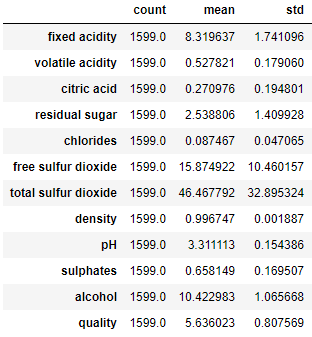 count mean std
fixed acidity 1599.0 8.319637 1.741096
volatile acidity 1599.0 0.527821 0.179060
citric acid 1599.0 0.270976 0.194801
residual sugar 1599.0 2.538806 1.409928
chlorides 1599.0 0.087467 0.047065
free sulfur dioxide 1599.0 15.874922 10.460157
total sulfur dioxide 1599.0 46.467792 32.895324
density 1599.0 0.996747 0.001887
pH 1599.0 3.311113 0.154386
sulphates 1599.0 0.658149 0.169507
alcohol 1599.0 10.422983 1.065668
quality 1599.0 5.636023 0.807569